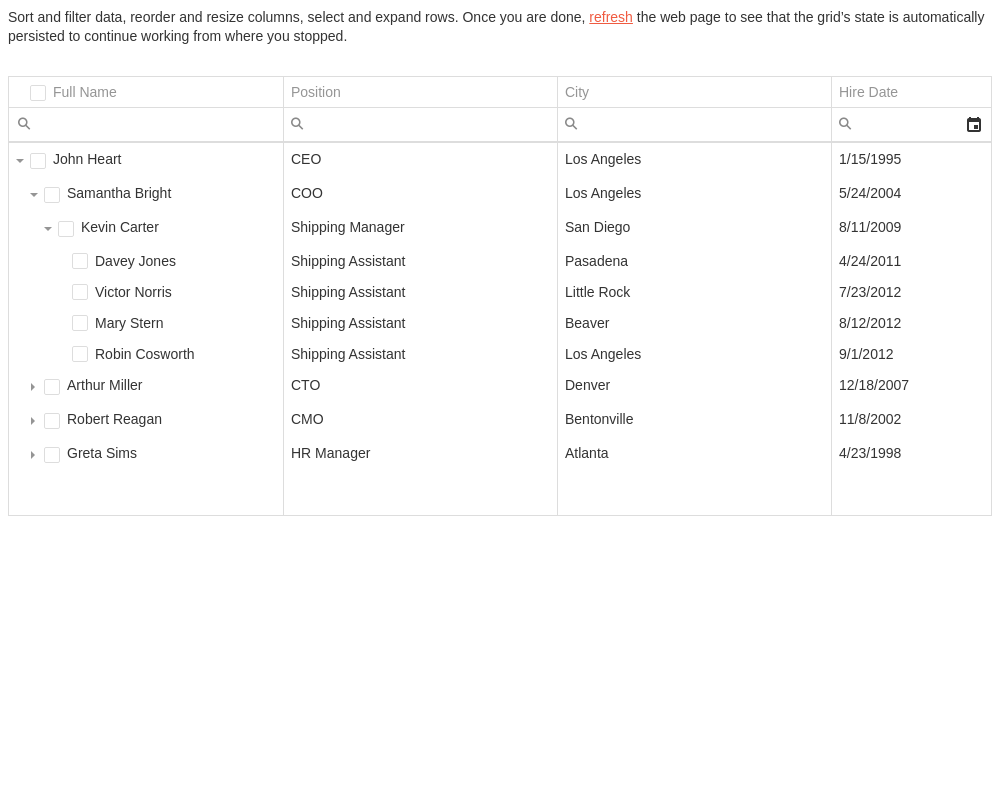 Sort and filter data, reorder and resize columns, select and expand rows. Once you are done, refresh the web page to see that the grid’s state is automatically
persisted to continue working from where you stopped.
Full Name Position City Hire Date
John Heart CEO Los Angeles 1/15/1995
Samantha Bright COO Los Angeles 5/24/2004
Kevin Carter Shipping Manager San Diego 8/11/2009
Davey Jones Shipping Assistant Pasadena 4/24/2011
Victor Norris Shipping Assistant Little Rock 7/23/2012
Mary Stern Shipping Assistant Beaver 8/12/2012
Robin Cosworth Shipping Assistant Los Angeles 9/1/2012
Arthur Miller CTO Denver 12/18/2007
Robert Reagan CMO Bentonville 11/8/2002
Greta Sims HR Manager Atlanta 4/23/1998